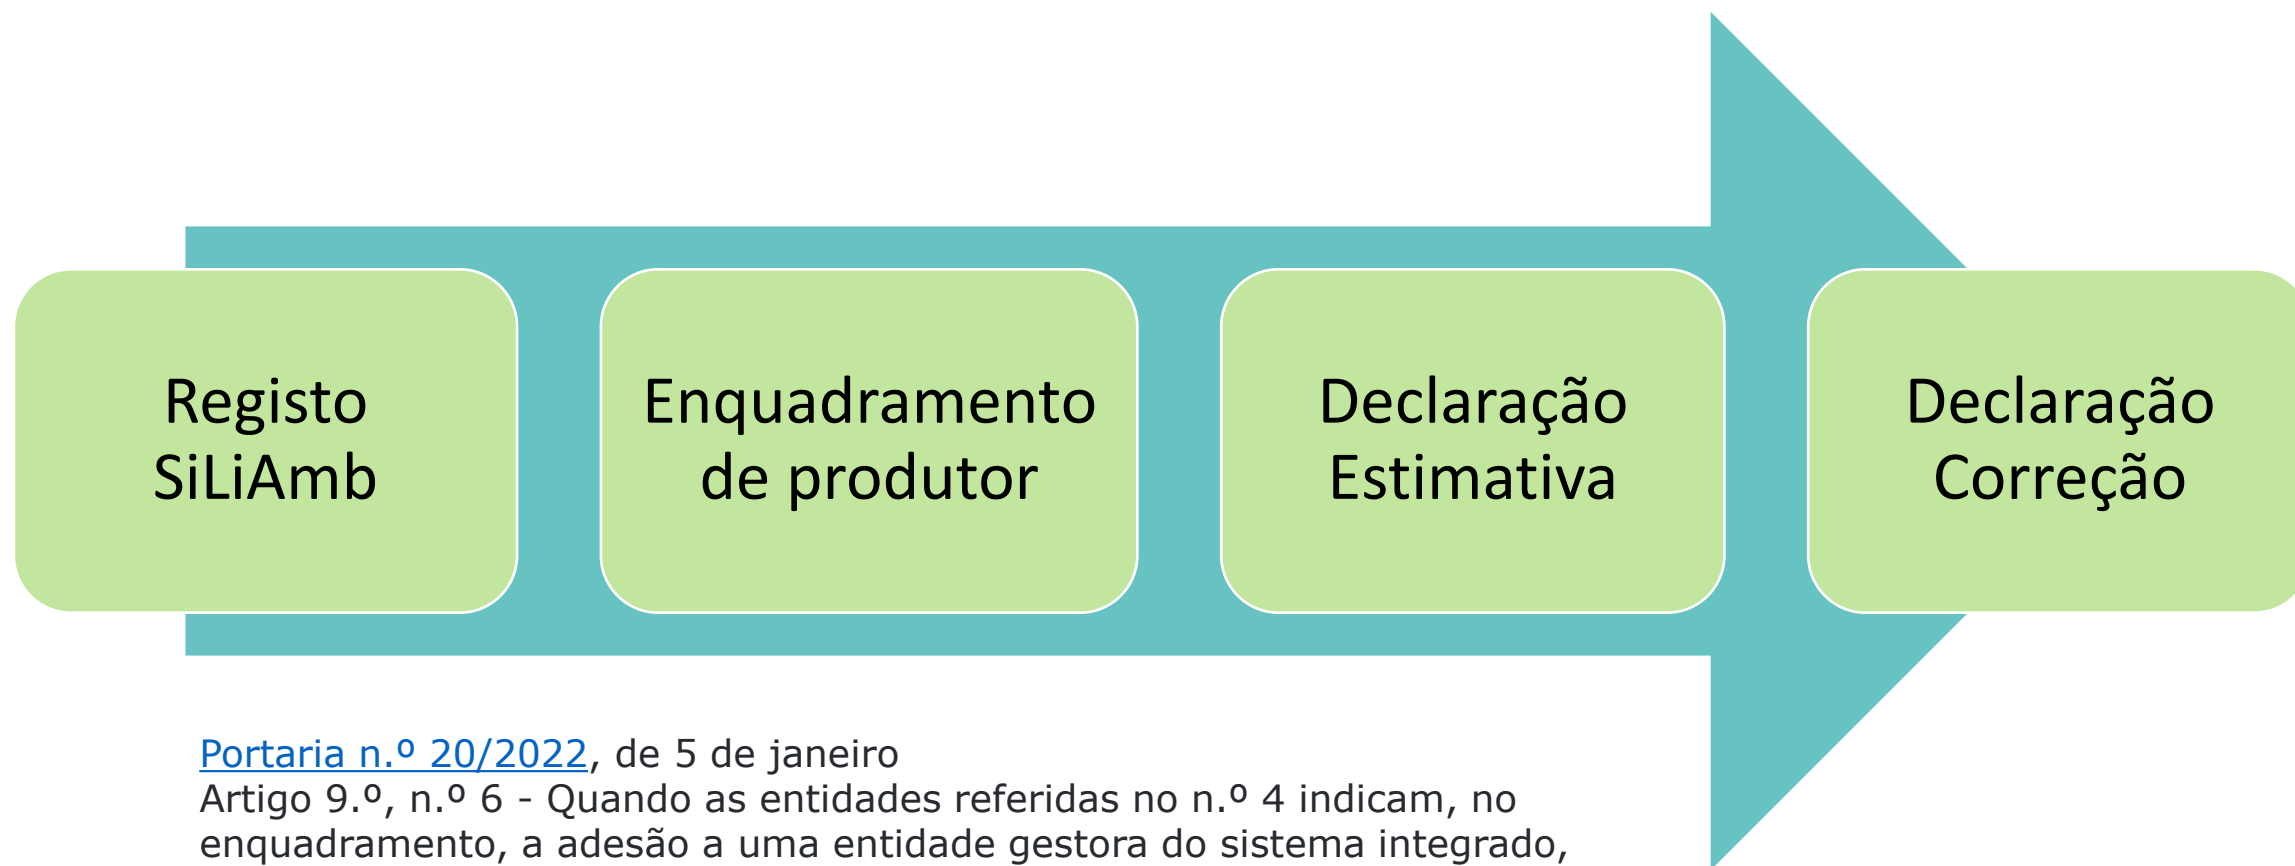 Registo
SiLiAmb
Enquadramento
de produtor
Declaração
Estimativa
Declaração
Correção
Portaria n.º 20/2022, de 5 de janeiro
Artigo 9.º, n.º 6 - Quando as entidades referidas no n.º 4 indicam, no
enquadramento, a adesão a uma entidade gestora do sistema integrado,